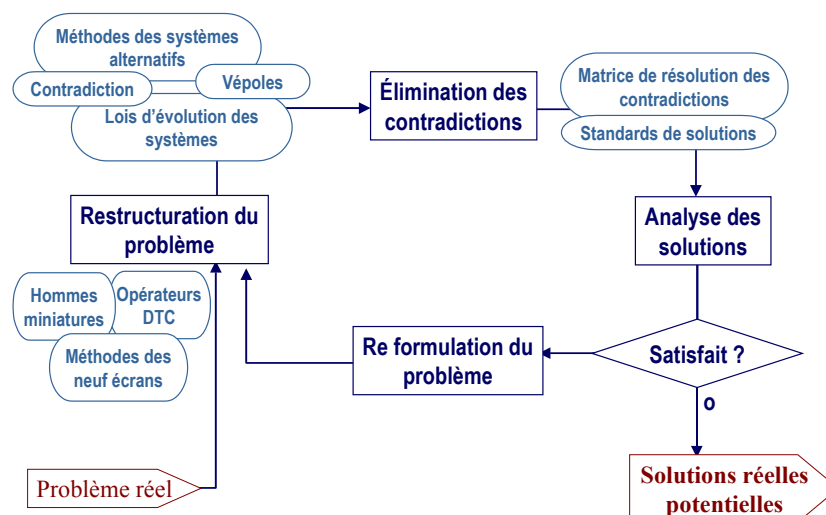 Méthodes des systèmes
alternatifs
Contradiction
Vépoles
Lois d'évolution des
systèmes
Élimination des
contradictions
Matrice de résolution des
contradictions
Standards de solutions
Restructuration du
problème
Analyse des
solutions
Hommes
miniatures
Opérateurs
DTC
Méthodes des
neuf écrans
Re formulation du
problème
Satisfait ?
o
Problème réel
Solutions réelles
potentielles